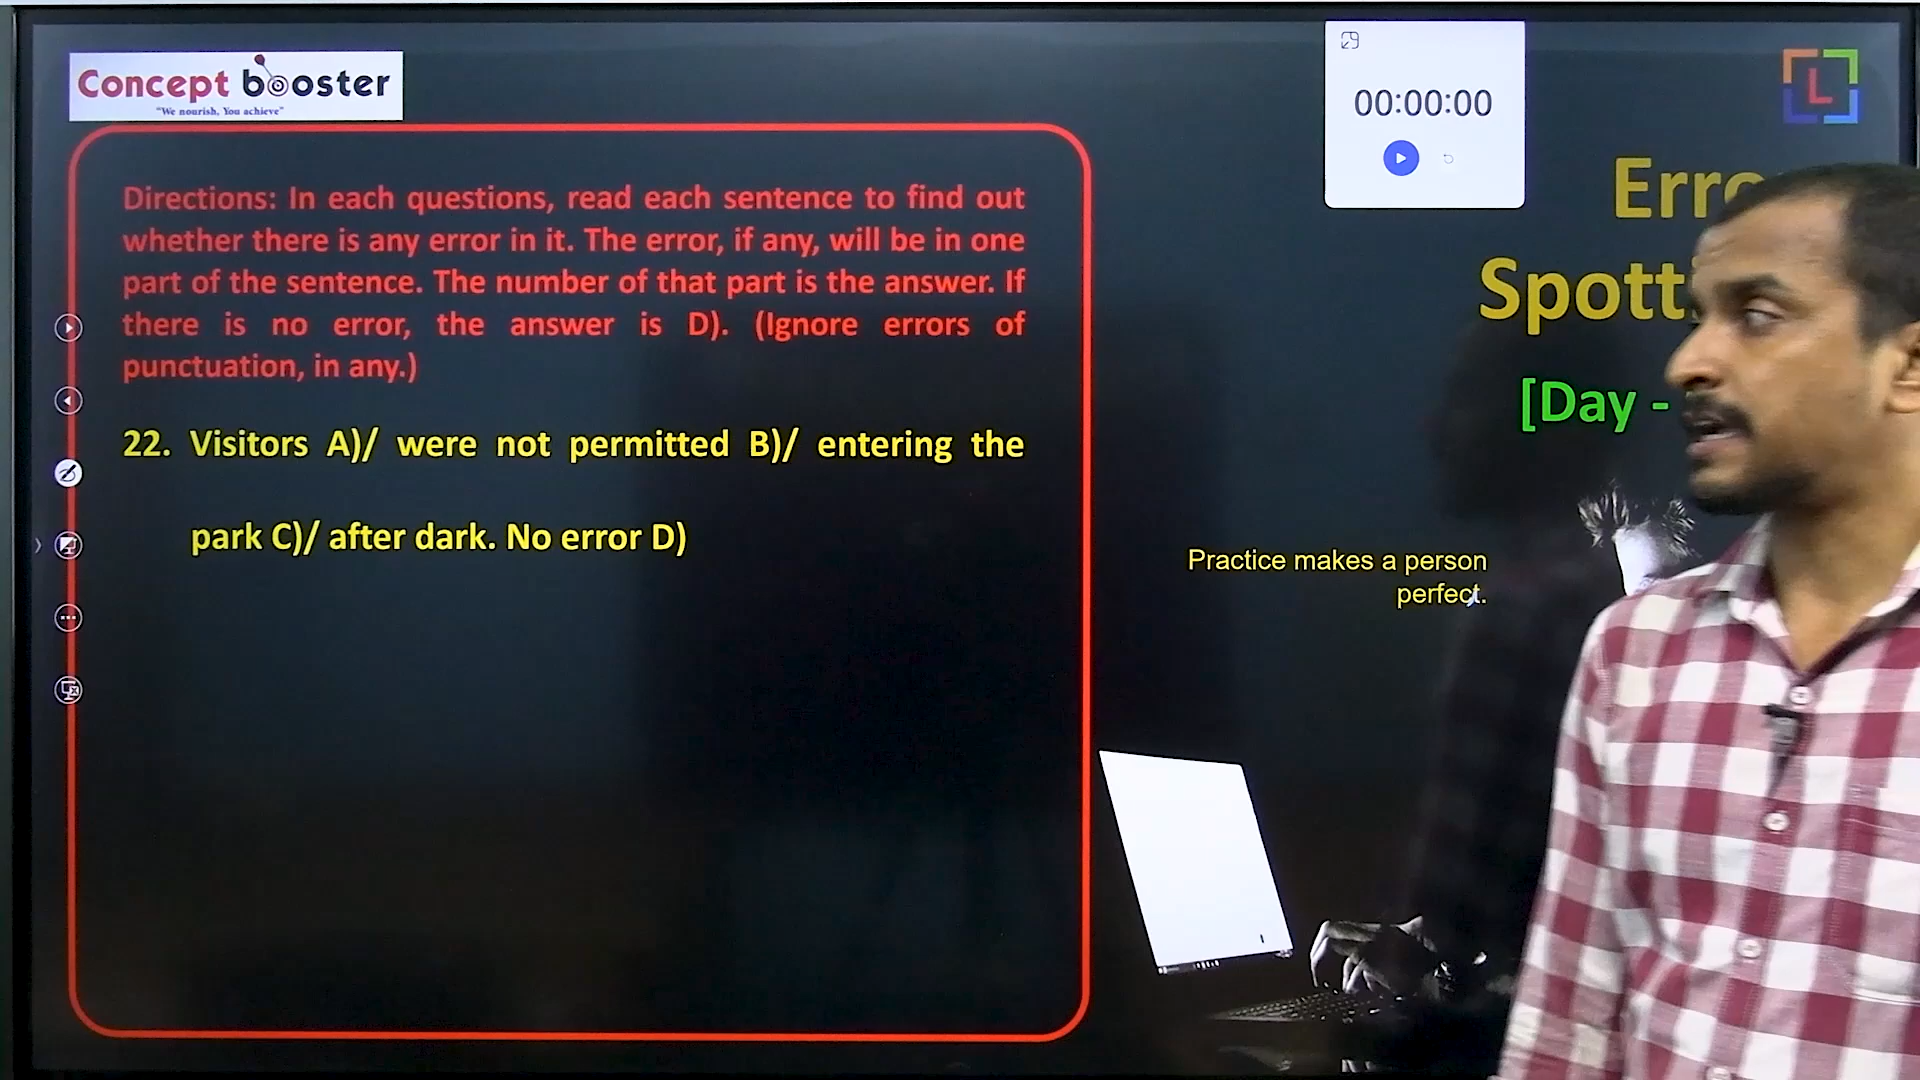 Concept booster
"We nourish, You achieve"
00:00:00
L
Directions: In each questions, read each sentence to find out
whether there is any error in it. The error, if any, will be in one
part of the sentence. The number of that part is the answer. If
there is no error, the answer is D). (Ignore errors of
punctuation, in any.)
22. Visitors A)/ were not permitted B)/ entering the
park C)/ after dark. No error D)
Erro
Spott
[Day -
Practice makes a person
perfect.